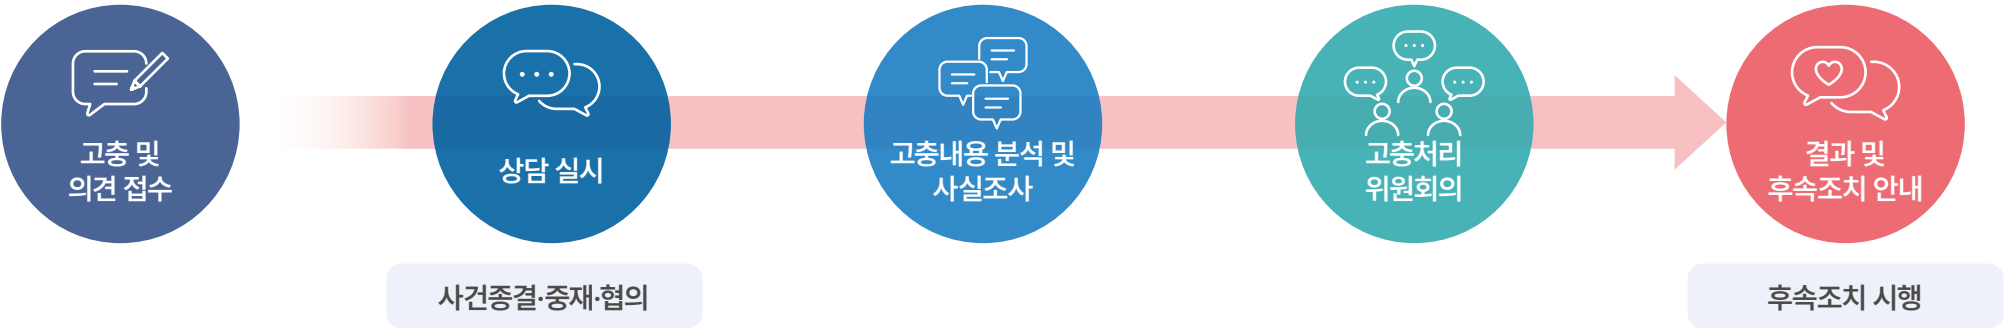 고충 및
의견 접수
상담 실시
고충내용 분석 및
사실조사
고충처리
위원회의
결과 및
후속조치 안내
사건종결·중재·협의
후속조치 시행